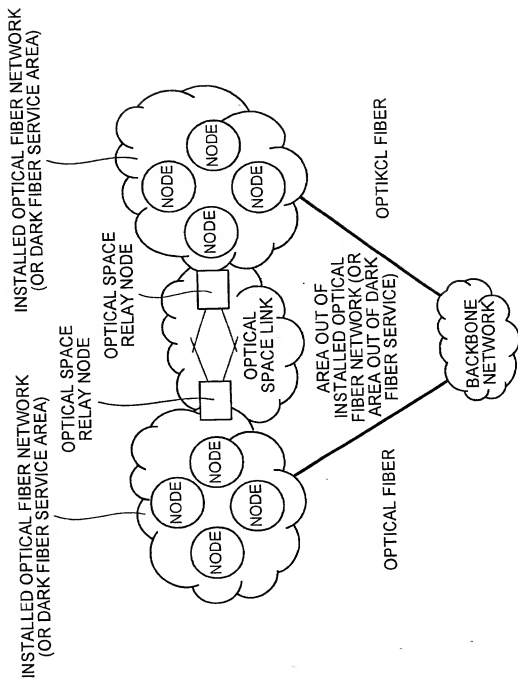 INSTALLED OPTICAL FIBER NETWORK
(OR DARK FIBER SERVICE AREA)
OPTICAL SPACE
RELAY NODE
OPTICAL SPACE
RELAY NODE
INSTALLED OPTICAL FIBER NETWORK
(OR DARK FIBER SERVICE AREA)
NODE
NODE
NODE
NODE
OPTICAL
SPACE LINK
NODE
NODE
NODE
NODE
AREA OUT OF
INSTALLED OPTICAL
FIBER NETWORK (OR
AREA OUT OF DARK
FIBER SERVICE)
OPTICAL FIBER
OPTIKCL FIBER
BACKBONE
NETWORK